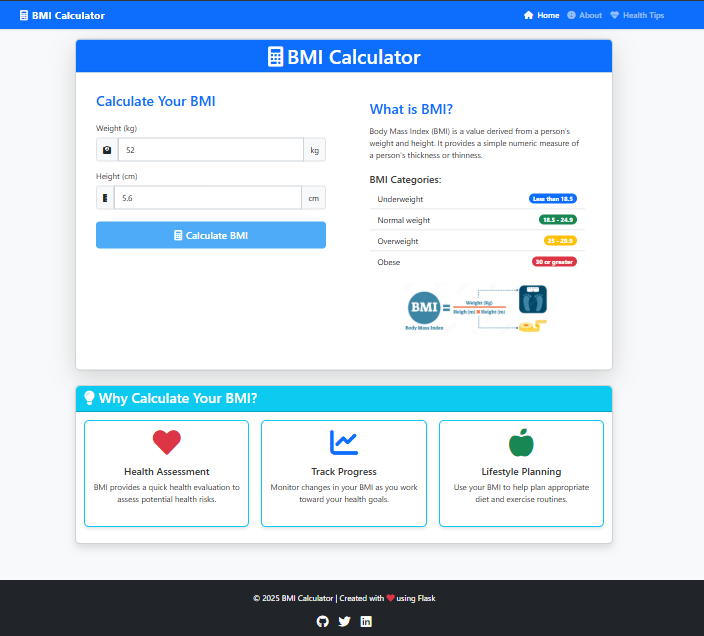 BMI Calculator
Home About Health Tips
BMI Calculator
Calculate Your BMI
Weight (kg)
52 kg
Height (cm)
5.6 cm
Calculate BMI
What is BMI?
Body Mass Index (BMI) is a value derived from a person's
weight and height. It provides a simple numeric measure of
a person's thickness or thinness.
BMI Categories:
Underweight Less than 18.5
Normal weight 18.5 - 24.9
Overweight 25 - 29.9
Obese 30 or greater
BMI = Weight (Kg)
Heigh (m) x Height (m)
Body Mass Index
Why Calculate Your BMI?
Health Assessment
BMI provides a quick health evaluation to
assess potential health risks.
Track Progress
Monitor changes in your BMI as you work
toward your health goals.
Lifestyle Planning
Use your BMI to help plan appropriate
diet and exercise routines.
© 2025 BMI Calculator | Created with ❤ using Flask